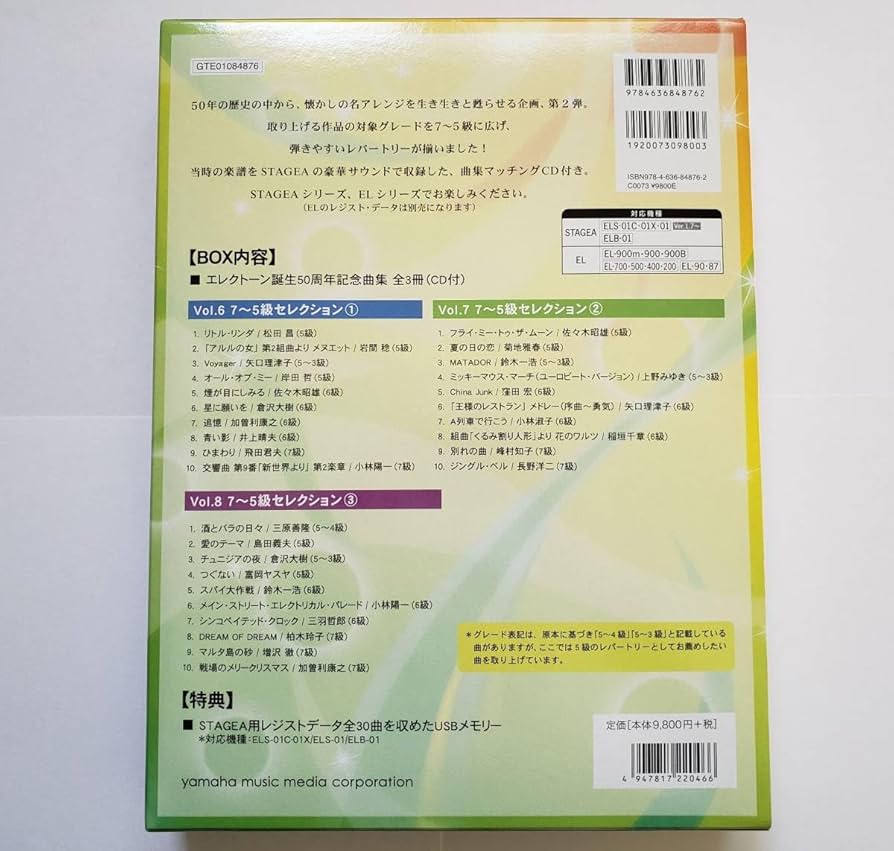 GTE01084876
9784636848762
1920073098003
ISBN978-4-636-84876-2
C0073 ¥9800E
50年の歴史の中から、懐かしの名アレンジを生き生きと甦らせる企画、第2弾。
取り上げる作品の対象グレードを7〜5級に広げ、
弾きやすいレパートリーが揃いました！
当時の楽譜をSTAGEAの豪華サウンドで収録した、曲集マッチングCD付き。
STAGEAシリーズ、ELシリーズでお楽しみください。
（ELのレジスト・データは別売になります）
対応機種
STAGEA
ELS-01C・01X・01 Ver.1.7〜
ELB-01
EL
EL-900m・900・900B
EL-700・500・400・200
EL-90・87
【BOX内容】
■ エレクトーン誕生50周年記念曲集 全3冊（CD付）
Vol.6 7〜5級セレクション①
1. リトル・リンダ / 松田 昌（5級）
2. 「アルルの女」第2組曲より メヌエット / 岩間 稔（5級）
3. Voyager / 矢口理津子（5〜3級）
4. オール・オブ・ミー / 岸田 哲（5級）
5. 煙が目にしみる / 佐々木昭雄（6級）
6. 星に願いを / 倉沢大樹（6級）
7. 追憶 / 加曽利康之（6級）
8. 青い影 / 井上晴夫（6級）
9. ひまわり / 飛田君夫（7級）
10. 交響曲 第9番「新世界より」第2楽章 / 小林陽一（7級）
Vol.7 7〜5級セレクション②
1. フライ・ミー・トゥ・ザ・ムーン / 佐々木昭雄（5級）
2. 夏の日の恋 / 菊地雅春（5級）
3. MATADOR / 鈴木一浩（5〜3級）
4. ミッキーマウス・マーチ（ユーロビート・バージョン）/ 上野みゆき（5〜3級）
5. China Junk / 窪田 宏（6級）
6. 「王様のレストラン」メドレー（序曲〜勇気）/ 矢口理津子（6級）
7. A列車で行こう / 小林淑子（6級）
8. 組曲「くるみ割り人形」より 花のワルツ / 稲垣千章（6級）
9. 別れの曲 / 峰村知子（7級）
10. ジングル・ベル / 長野洋二（7級）
Vol.8 7〜5級セレクション③
1. 酒とバラの日々 / 三原善隆（5〜4級）
2. 愛のテーマ / 島田義夫（5級）
3. チュニジアの夜 / 倉沢大樹（5〜3級）
4. つぐない / 富岡ヤスヤ（5級）
5. スパイ大作戦 / 鈴木一浩（6級）
6. メイン・ストリート・エレクトリカル・パレード / 小林陽一（6級）
7. シンコペイテッド・クロック / 三羽哲郎（6級）
8. DREAM OF DREAM / 柏木玲子（7級）
9. マルタ島の砂 / 増沢 徹（7級）
10. 戦場のメリークリスマス / 加曽利康之（7級）
＊グレード表記は、原本に基づき「5〜4級」「5〜3級」と記載している
曲がありますが、ここでは5級のレパートリーとしてお薦めしたい
曲を取り上げています。
【特典】
■ STAGEA用レジストデータ全30曲を収めたUSBメモリー
＊対応機種：ELS-01C・01X/ELS-01/ELB-01
定価［本体9,800円＋税］
4 947817 220466
yamaha music media corporation